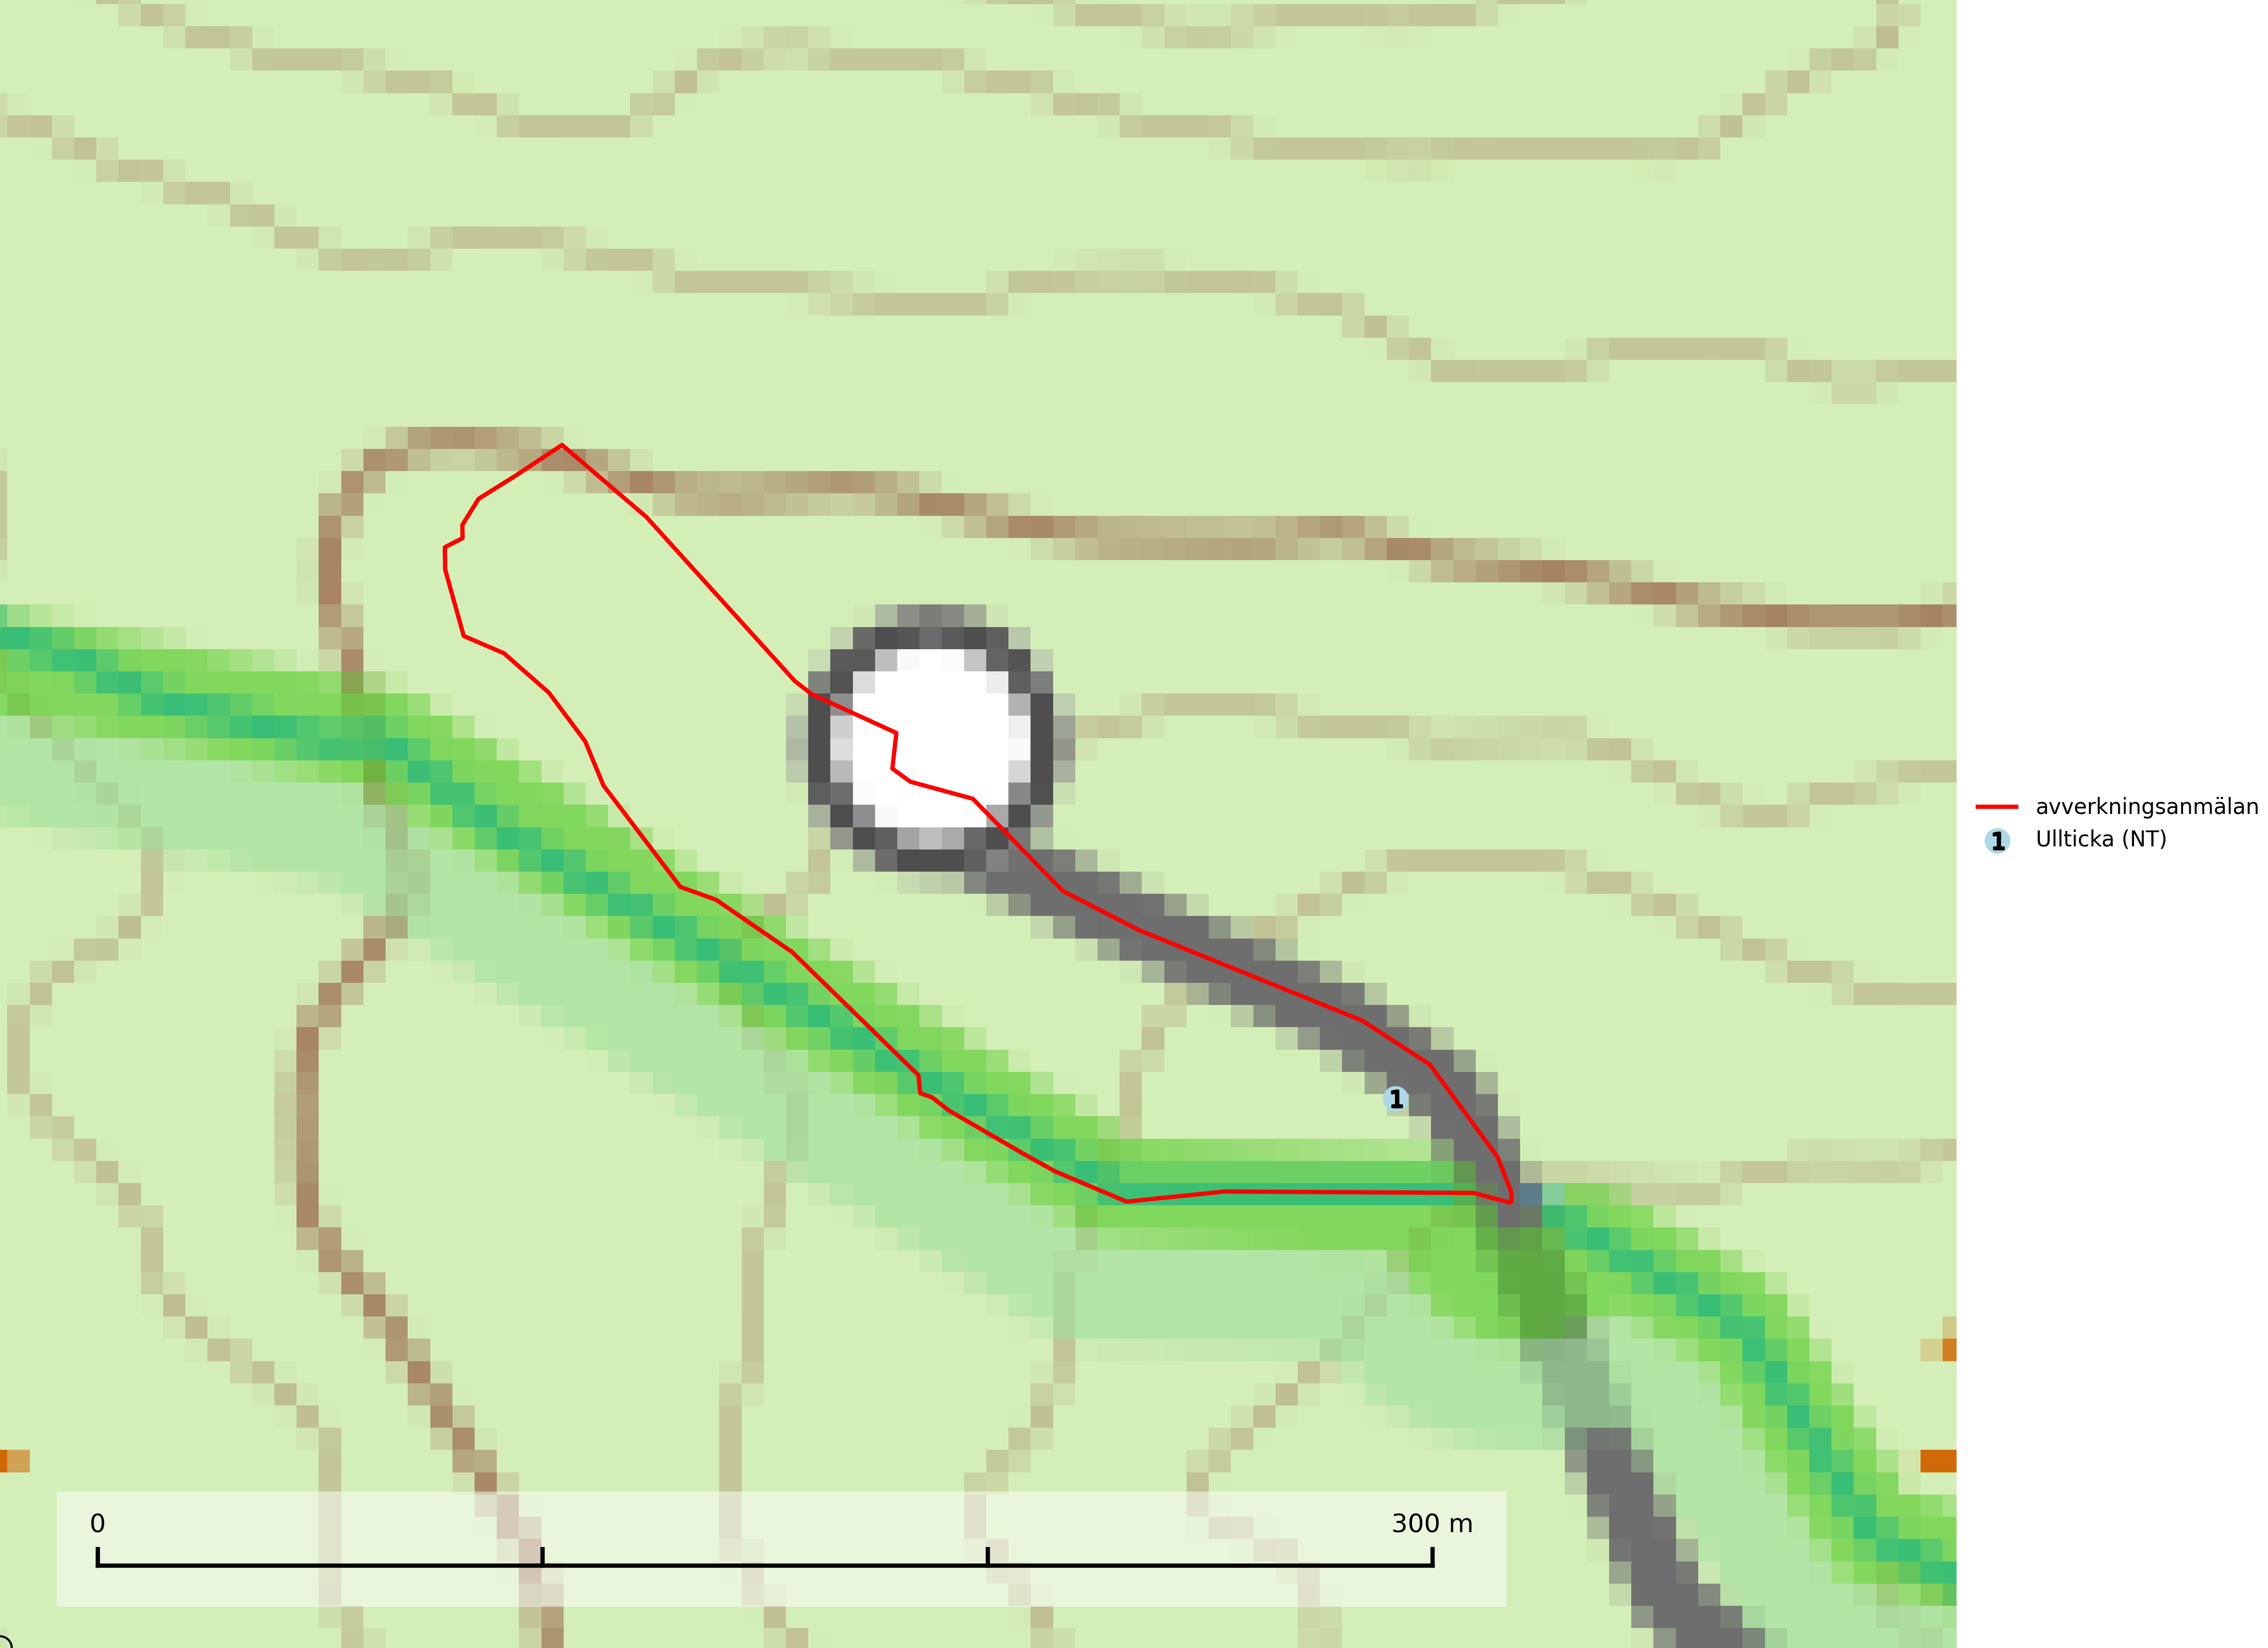 avverkningsanmälan
1 Ullticka (NT)
1
0 300 m